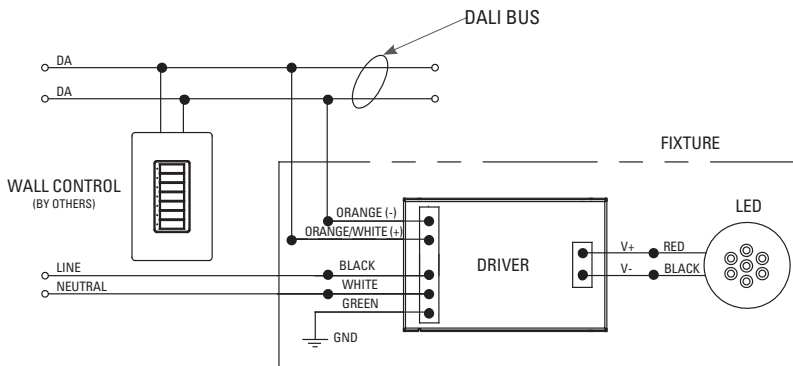 DALI BUS
DA
DA
FIXTURE
WALL CONTROL
(BY OTHERS)
ORANGE (-)
ORANGE/WHITE (+)
LED
LINE
BLACK
DRIVER
V+
RED
NEUTRAL
WHITE
V-
BLACK
GREEN
GND